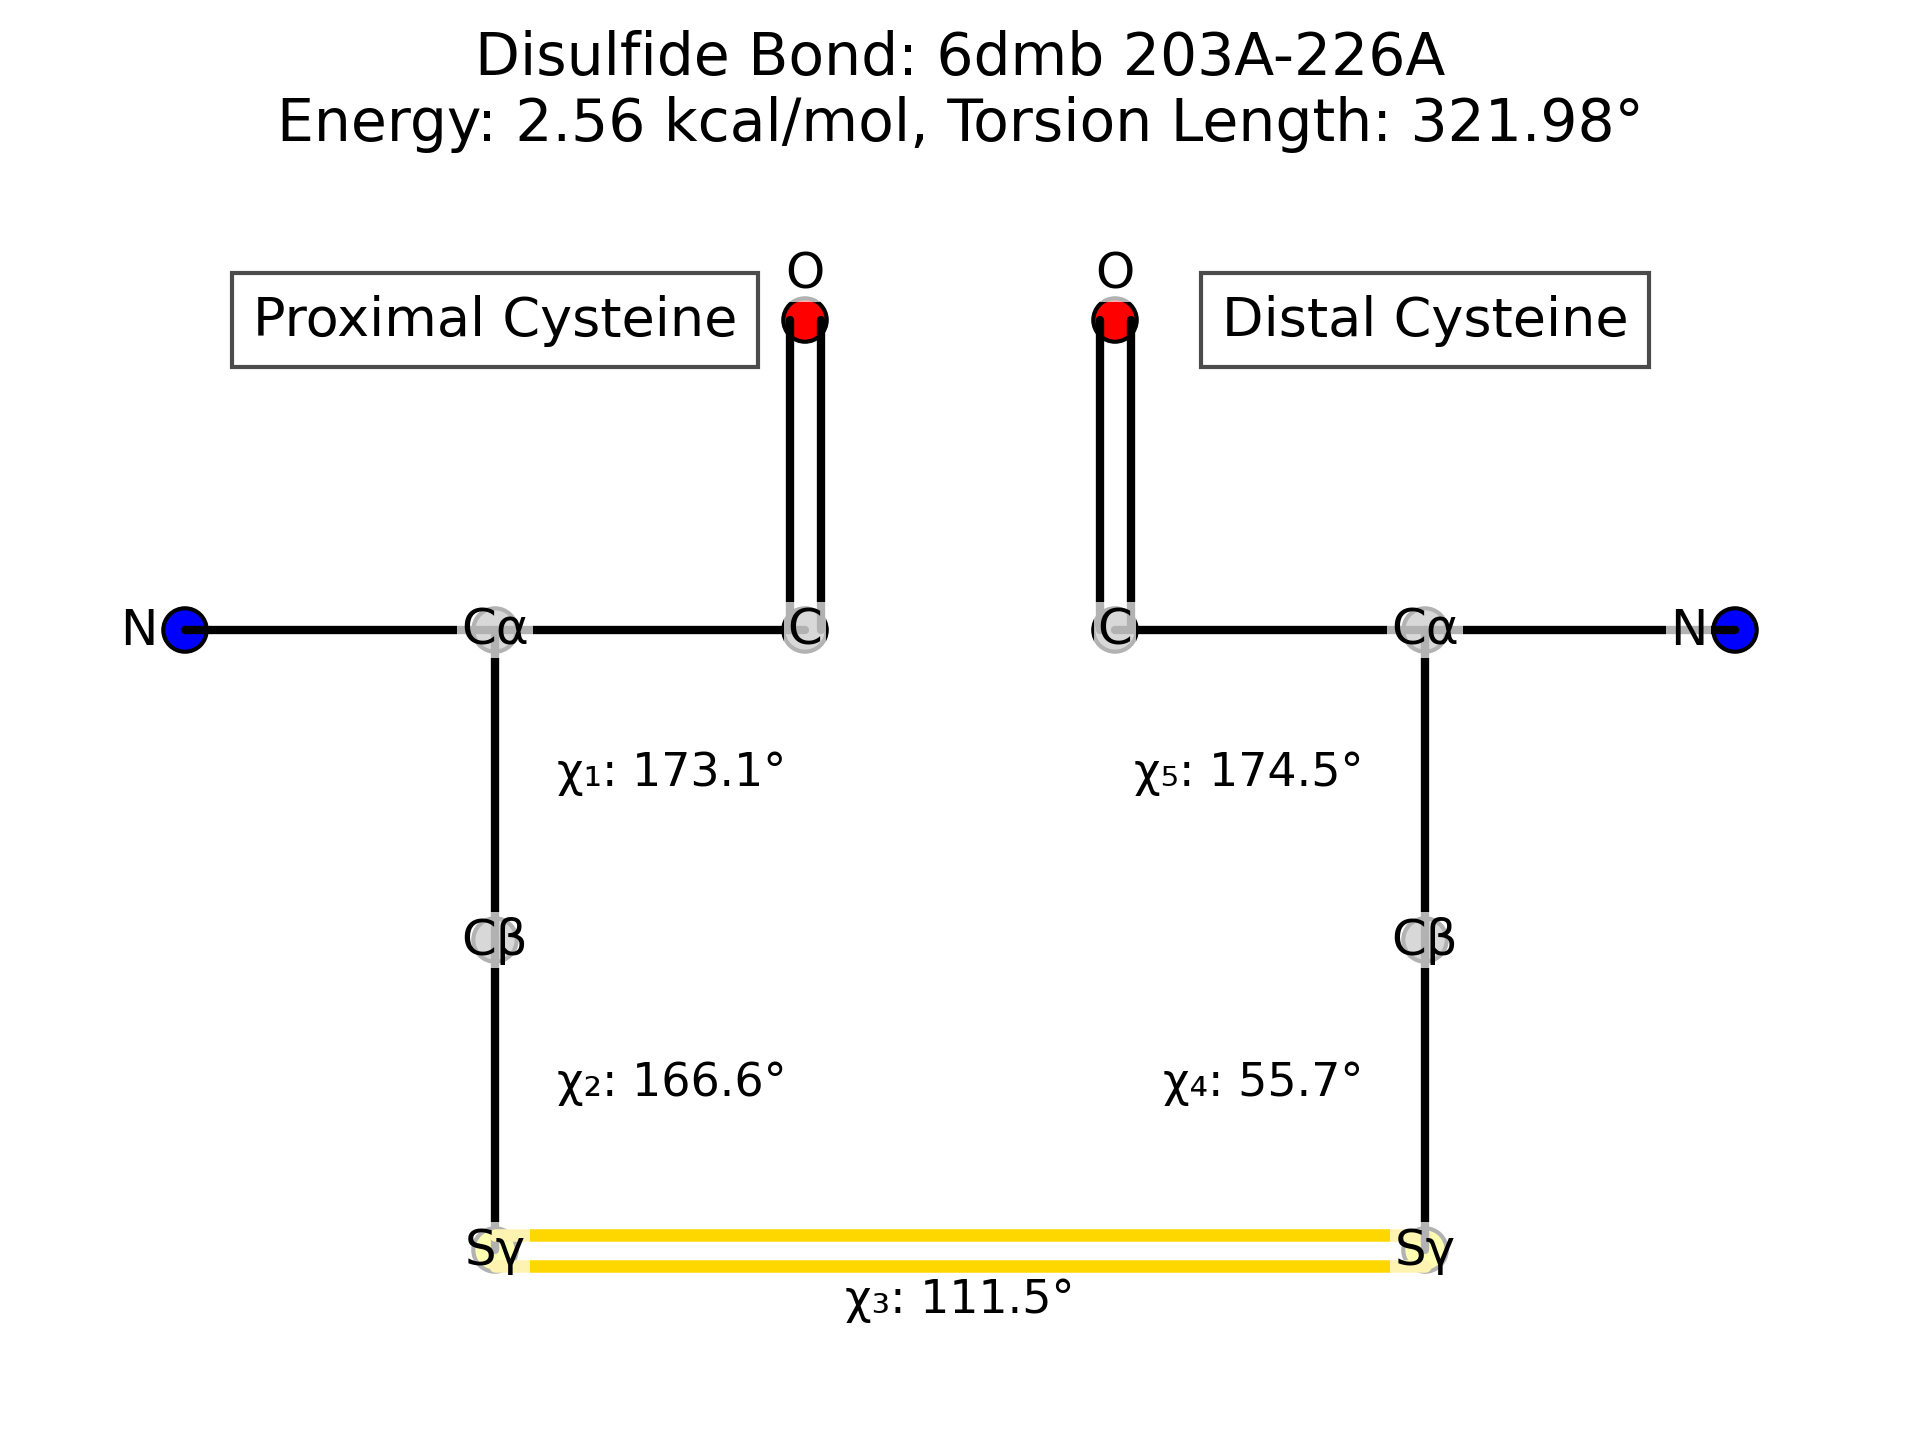 Disulfide Bond: 6dmb 203A-226A
Energy: 2.56 kcal/mol, Torsion Length: 321.98°
O
O
Proximal Cysteine
Distal Cysteine
N
Cα
C
C
Cα
N
χ₁: 173.1°
χ₅: 174.5°
Cβ
Cβ
χ₂: 166.6°
χ₄: 55.7°
Sγ
Sγ
χ₃: 111.5°